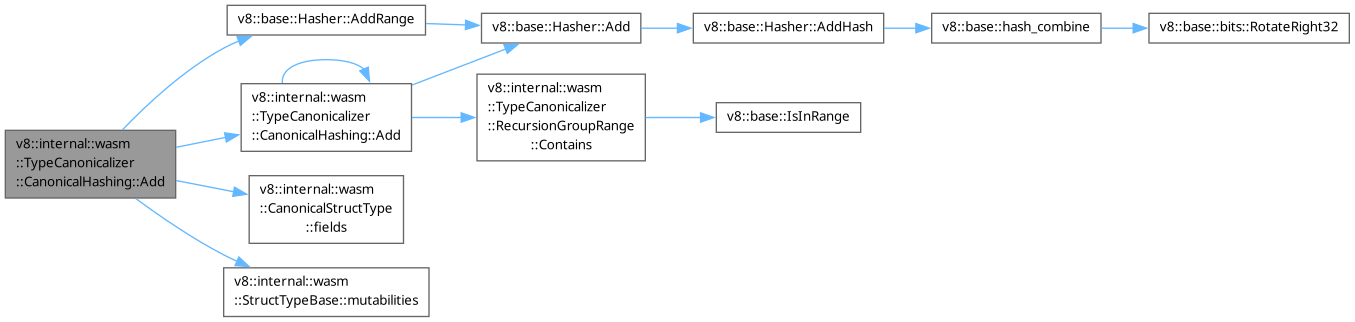 v8::internal::wasm
::TypeCanonicalizer
::CanonicalHashing::Add
v8::base::Hasher::AddRange
v8::internal::wasm
::TypeCanonicalizer
::CanonicalHashing::Add
v8::internal::wasm
::CanonicalStructType
::fields
v8::internal::wasm
::StructTypeBase::mutabilities
v8::base::Hasher::Add
v8::internal::wasm
::TypeCanonicalizer
::RecursionGroupRange
::Contains
v8::base::Hasher::AddHash
v8::base::IsInRange
v8::base::hash_combine
v8::base::bits::RotateRight32